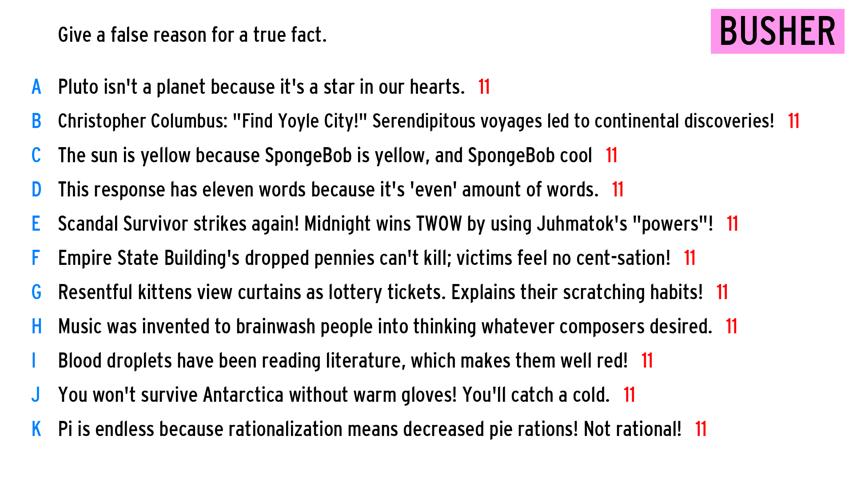 Give a false reason for a true fact.
BUSHER
A Pluto isn't a planet because it's a star in our hearts. 11
B Christopher Columbus: "Find Yoyle City!" Serendipitous voyages led to continental discoveries! 11
C The sun is yellow because SpongeBob is yellow, and SpongeBob cool 11
D This response has eleven words because it's 'even' amount of words. 11
E Scandal Survivor strikes again! Midnight wins TWOW by using Juhmatok's "powers"! 11
F Empire State Building's dropped pennies can't kill; victims feel no cent-sation! 11
G Resentful kittens view curtains as lottery tickets. Explains their scratching habits! 11
H Music was invented to brainwash people into thinking whatever composers desired. 11
I Blood droplets have been reading literature, which makes them well red! 11
J You won't survive Antarctica without warm gloves! You'll catch a cold. 11
K Pi is endless because rationalization means decreased pie rations! Not rational! 11